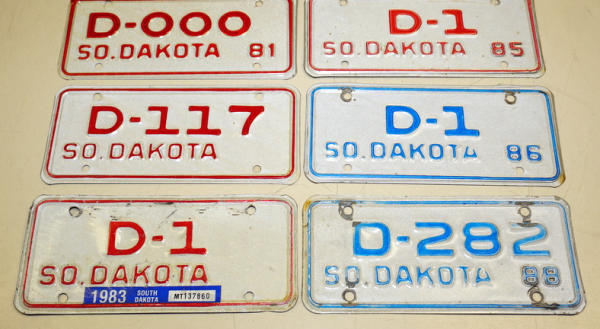 D-000
SO. DAKOTA 81
D-1
SO. DAKOTA 85
D-117
SO. DAKOTA
D-1
SO. DAKOTA 86
D-1
SO. DAKOTA
1983 SOUTH DAKOTA MT137860
D-282
SO. DAKOTA 88